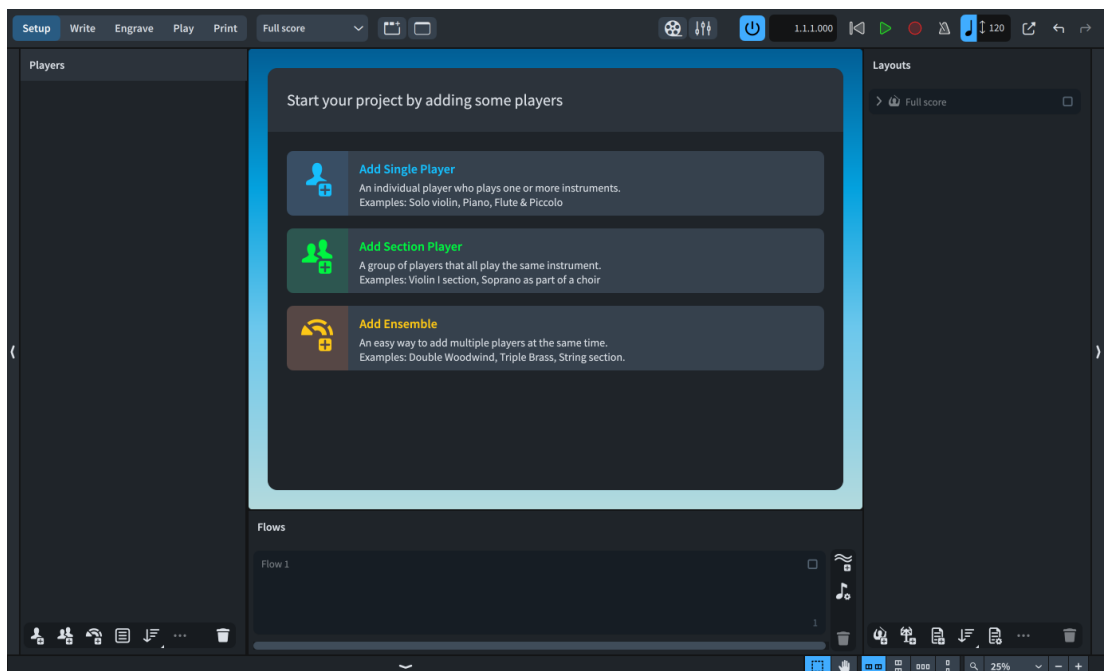 Setup Write Engrave Play Print Full score 1.1.1.000 120
Players
Start your project by adding some players
Add Single Player
An individual player who plays one or more instruments.
Examples: Solo violin, Piano, Flute & Piccolo
Add Section Player
A group of players that all play the same instrument.
Examples: Violin I section, Soprano as part of a choir
Add Ensemble
An easy way to add multiple players at the same time.
Examples: Double Woodwind, Triple Brass, String section.
Flows
Flow 1
1
Layouts
Full score
25%